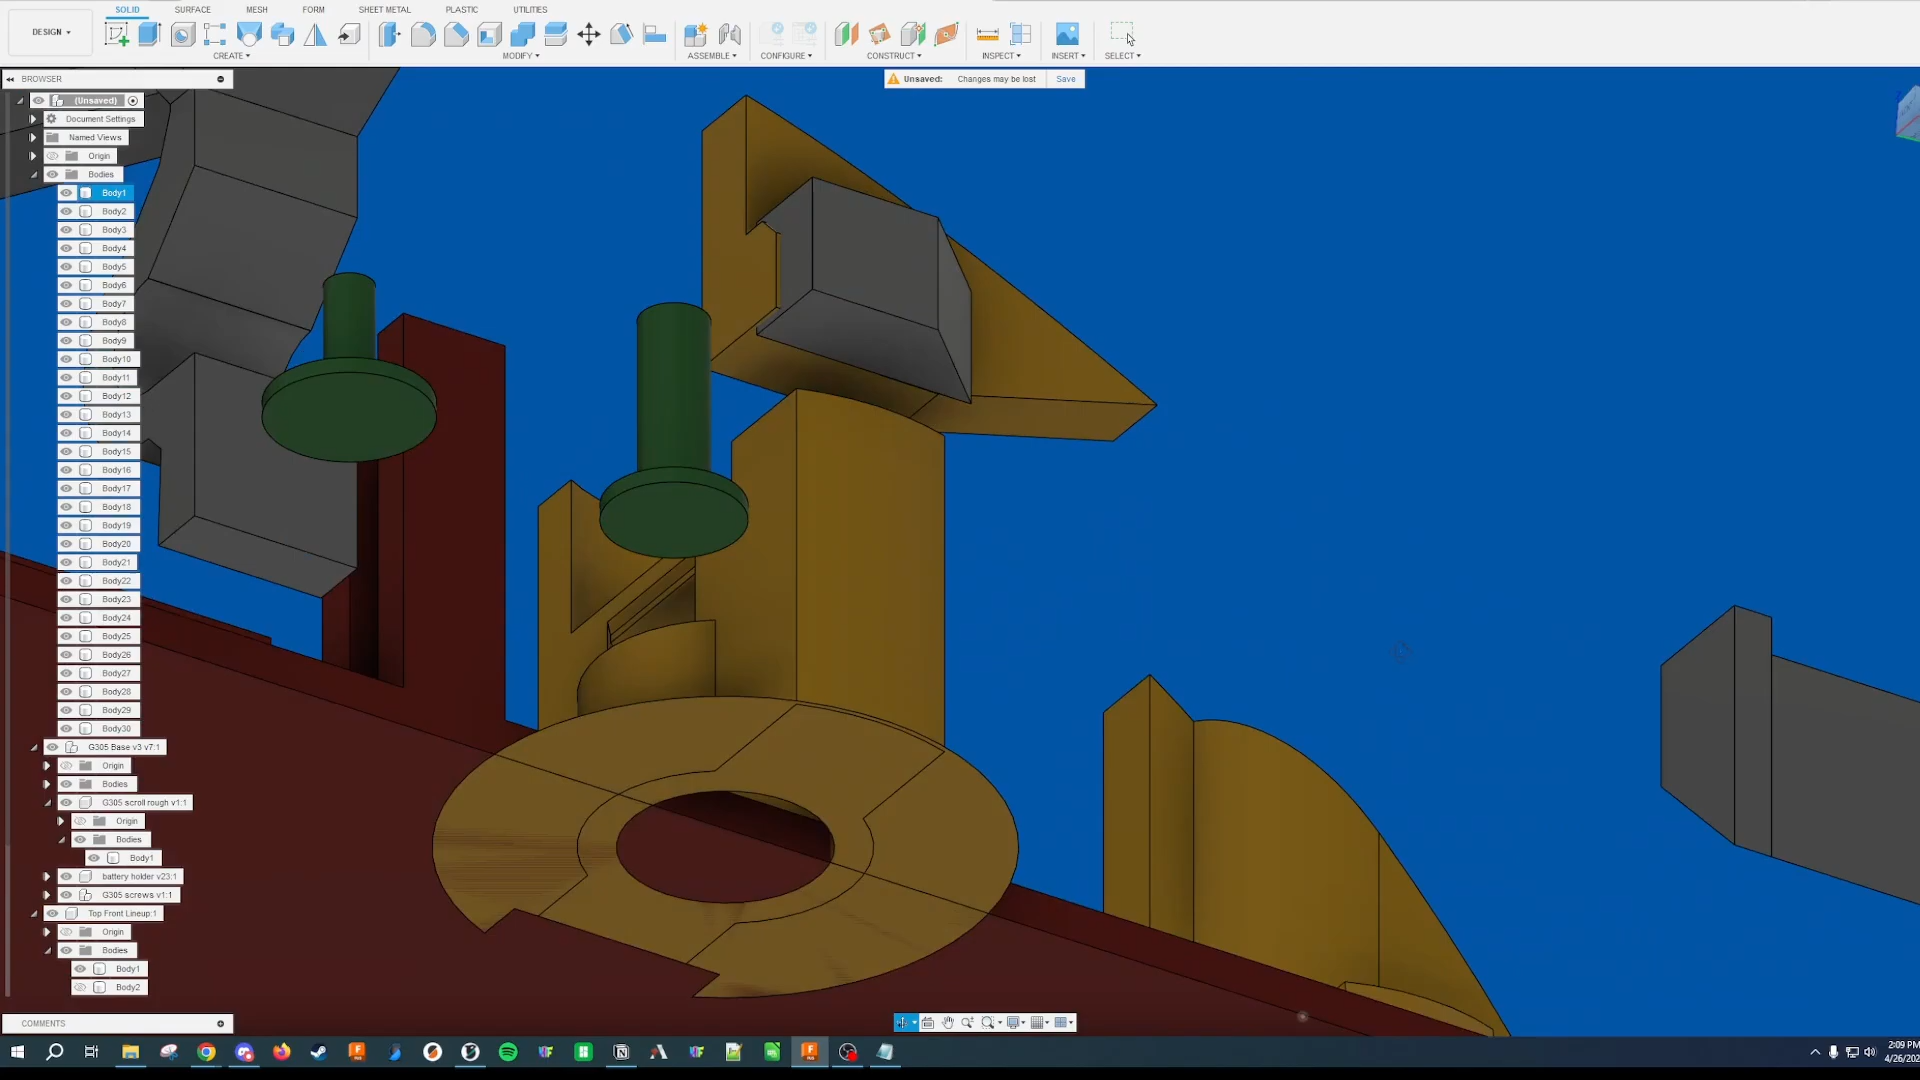 SOLID SURFACE MESH FORM SHEET METAL PLASTIC UTILITIES
DESIGN
CREATE MODIFY ASSEMBLE CONFIGURE CONSTRUCT INSPECT INSERT SELECT
BROWSER
Unsaved: Changes may be lost Save
(Unsaved)
Document Settings
Named Views
Origin
Bodies
Body1
Body2
Body3
Body4
Body5
Body6
Body7
Body8
Body9
Body10
Body11
Body12
Body13
Body14
Body15
Body16
Body17
Body18
Body19
Body20
Body21
Body22
Body23
Body24
Body25
Body26
Body27
Body28
Body29
Body30
G305 Base v3 v7:1
Origin
Bodies
G305 scroll rough v1:1
Origin
Bodies
Body1
battery holder v23:1
G305 screws v1:1
Top Front Lineup:1
Origin
Bodies
Body1
Body2
COMMENTS
2:09 PM
4/26/202